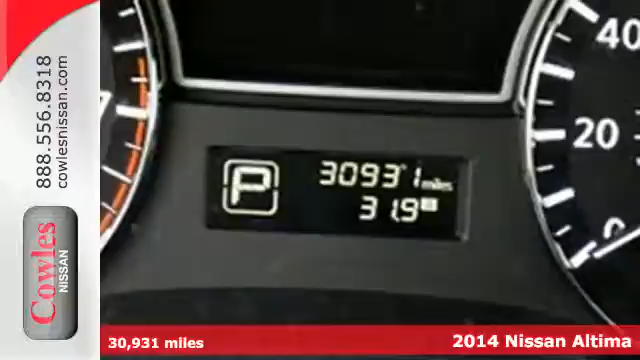 888.556.8318
cowlesnissan.com
Cowles
NISSAN
P
30931 miles
31.9
40
20
0
30,931 miles
2014 Nissan Altima